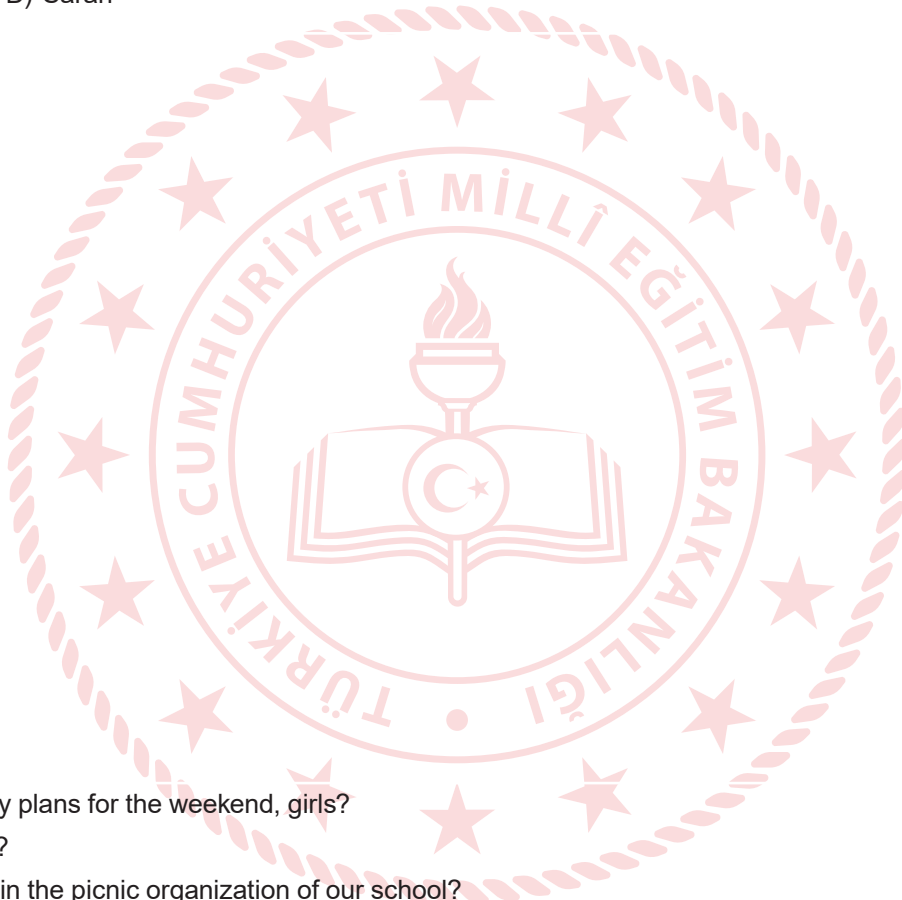 TÜRKİYE CUMHURİYETİ MİLLÎ EĞİTİM BAKANLIĞI
plans for the weekend, girls?
?
in the picnic organization of our school?